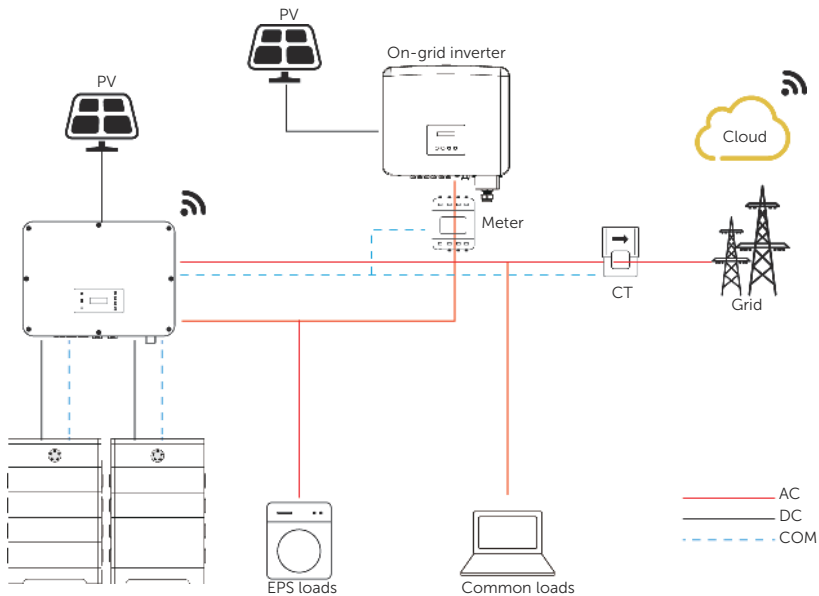 PV
On-grid inverter
PV
Cloud
Meter
CT
Grid
AC
DC
COM
EPS loads
Common loads